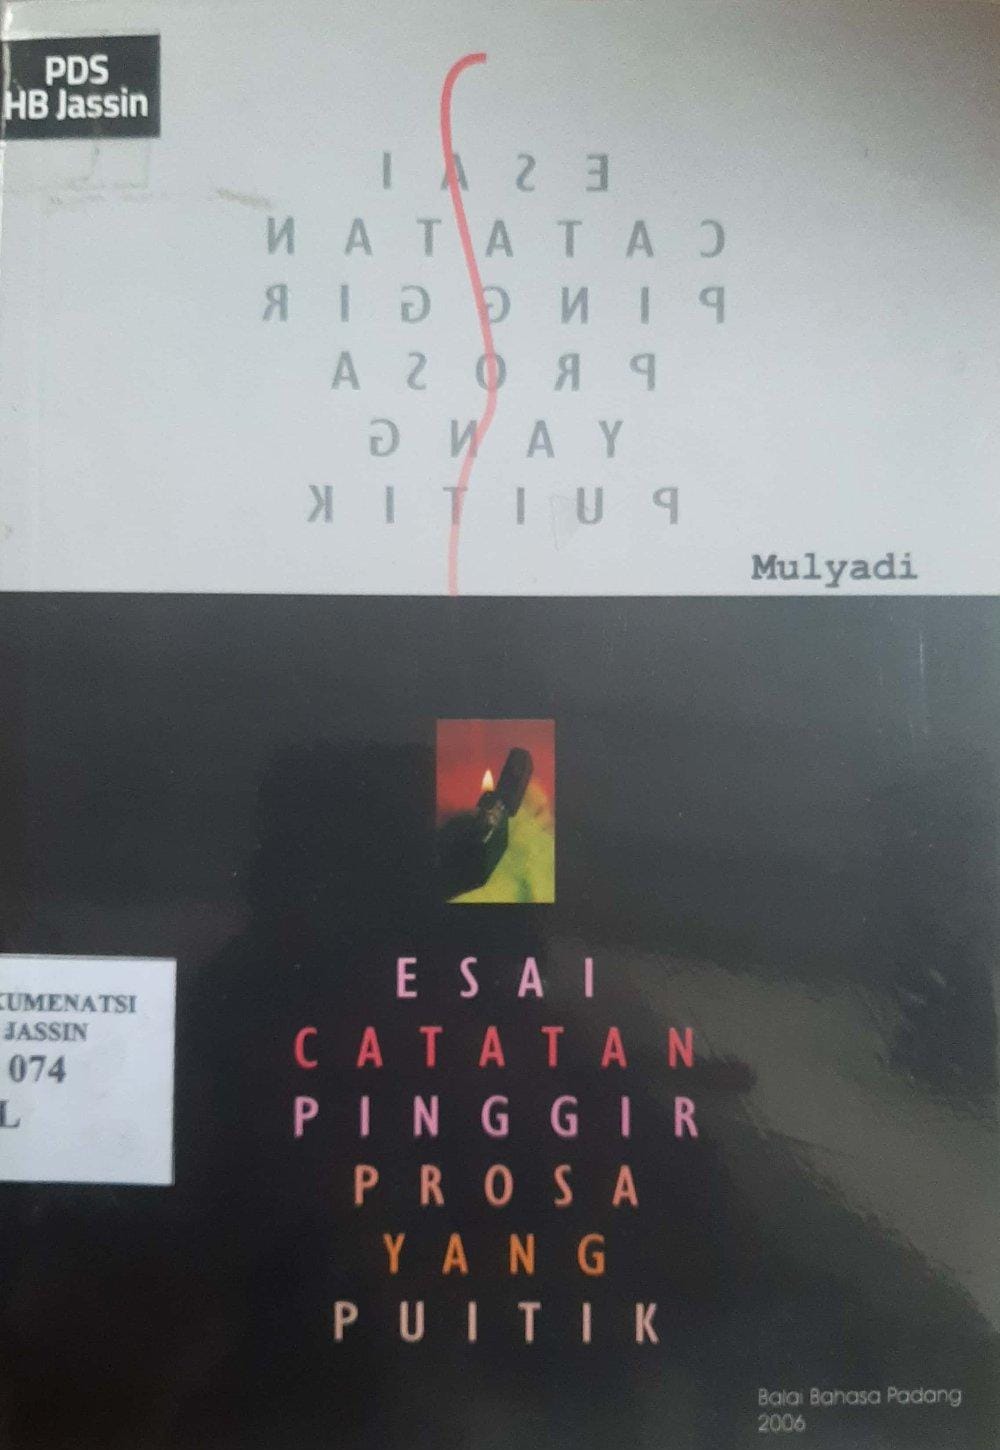 PDS
HB Jassin
ESAI
CATATAN
PINGGIR
PROSA
YANG
PUITIK
Mulyadi
KUMENATSI
JASSIN
074
L
ESAI
CATATAN
PINGGIR
PROSA
YANG
PUITIK
Balai Bahasa Padang
2006